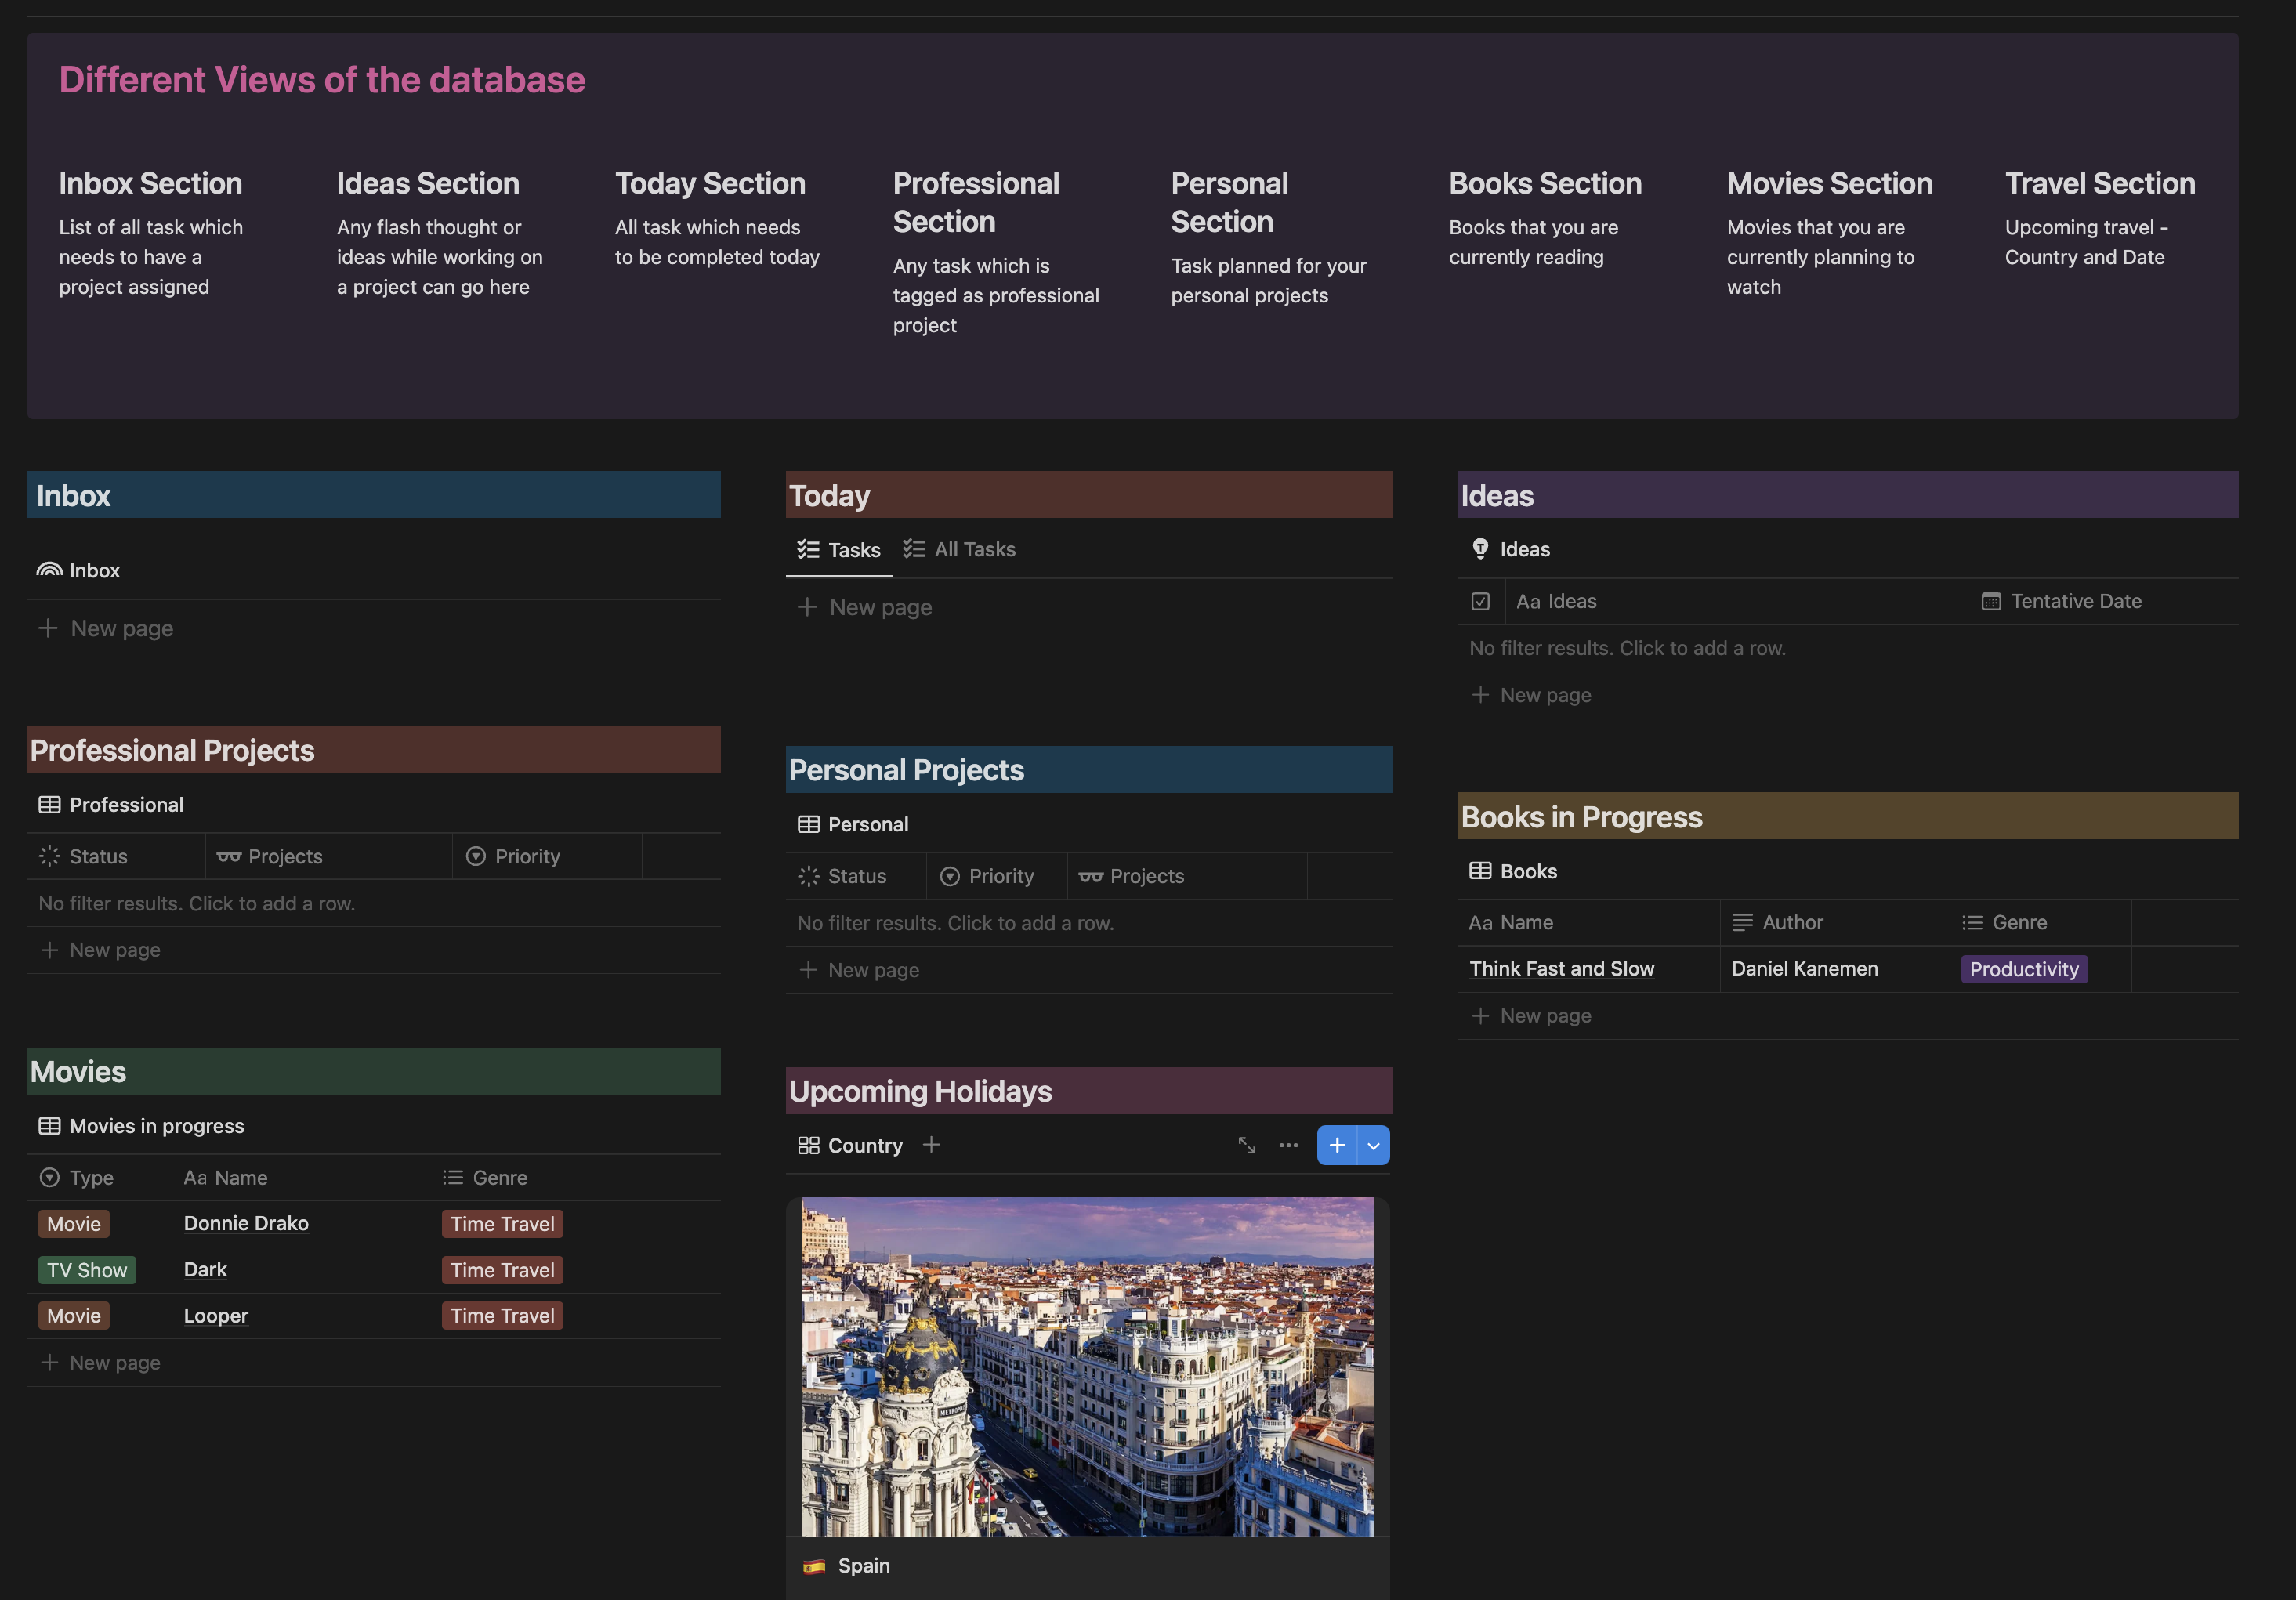 Different Views of the database
Inbox Section
List of all task which
needs to have a
project assigned
Ideas Section
Any flash thought or
ideas while working on
a project can go here
Today Section
All task which needs
to be completed today
Professional
Section
Any task which is
tagged as professional
project
Personal
Section
Task planned for your
personal projects
Books Section
Books that you are
currently reading
Movies Section
Movies that you are
currently planning to
watch
Travel Section
Upcoming travel -
Country and Date
Inbox
Inbox
New page
Professional Projects
Professional
Status Projects Priority
No filter results. Click to add a row.
New page
Movies
Movies in progress
Type Aa Name Genre
Movie Donnie Drako Time Travel
TV Show Dark Time Travel
Movie Looper Time Travel
New page
Today
Tasks All Tasks
New page
Personal Projects
Personal
Status Priority Projects
No filter results. Click to add a row.
New page
Upcoming Holidays
Country
METROPOLIS
Spain
Ideas
Ideas
Aa Ideas Tentative Date
No filter results. Click to add a row.
New page
Books in Progress
Books
Aa Name Author Genre
Think Fast and Slow Daniel Kanemen Productivity
New page